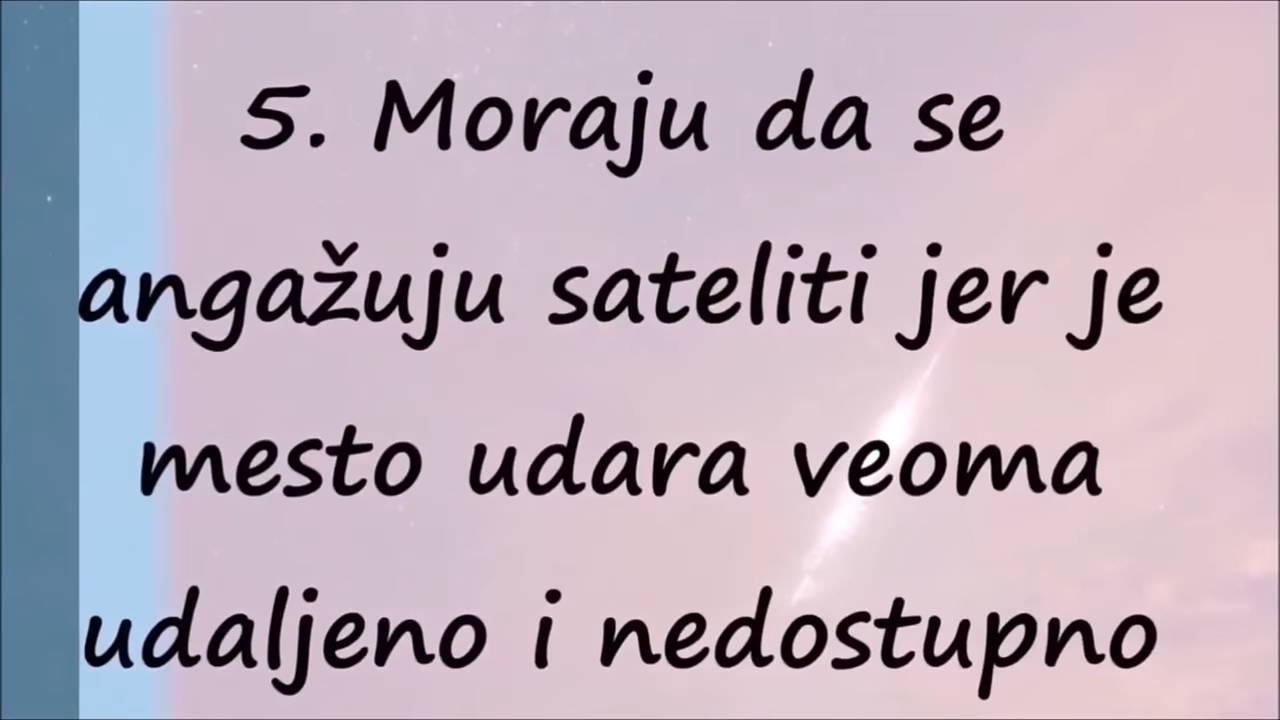 5. Moraju da se
angažuju sateliti jer je
mesto udara veoma
udaljeno i nedostupno